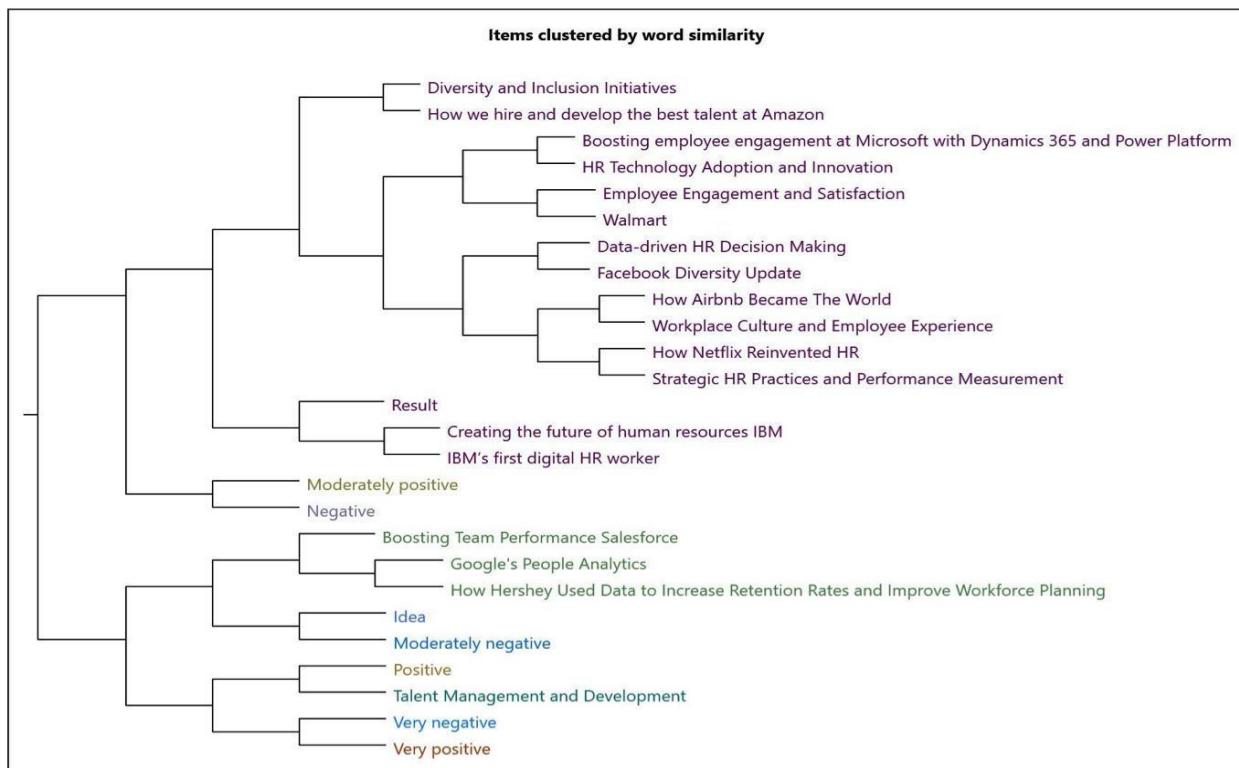 Items clustered by word similarity
Diversity and Inclusion Initiatives
How we hire and develop the best talent at Amazon
Boosting employee engagement at Microsoft with Dynamics 365 and Power Platform
HR Technology Adoption and Innovation
Employee Engagement and Satisfaction
Walmart
Data-driven HR Decision Making
Facebook Diversity Update
How Airbnb Became The World
Workplace Culture and Employee Experience
How Netflix Reinvented HR
Strategic HR Practices and Performance Measurement
Result
Creating the future of human resources IBM
IBM’s first digital HR worker
Moderately positive
Negative
Boosting Team Performance Salesforce
Google's People Analytics
How Hershey Used Data to Increase Retention Rates and Improve Workforce Planning
Idea
Moderately negative
Positive
Talent Management and Development
Very negative
Very positive